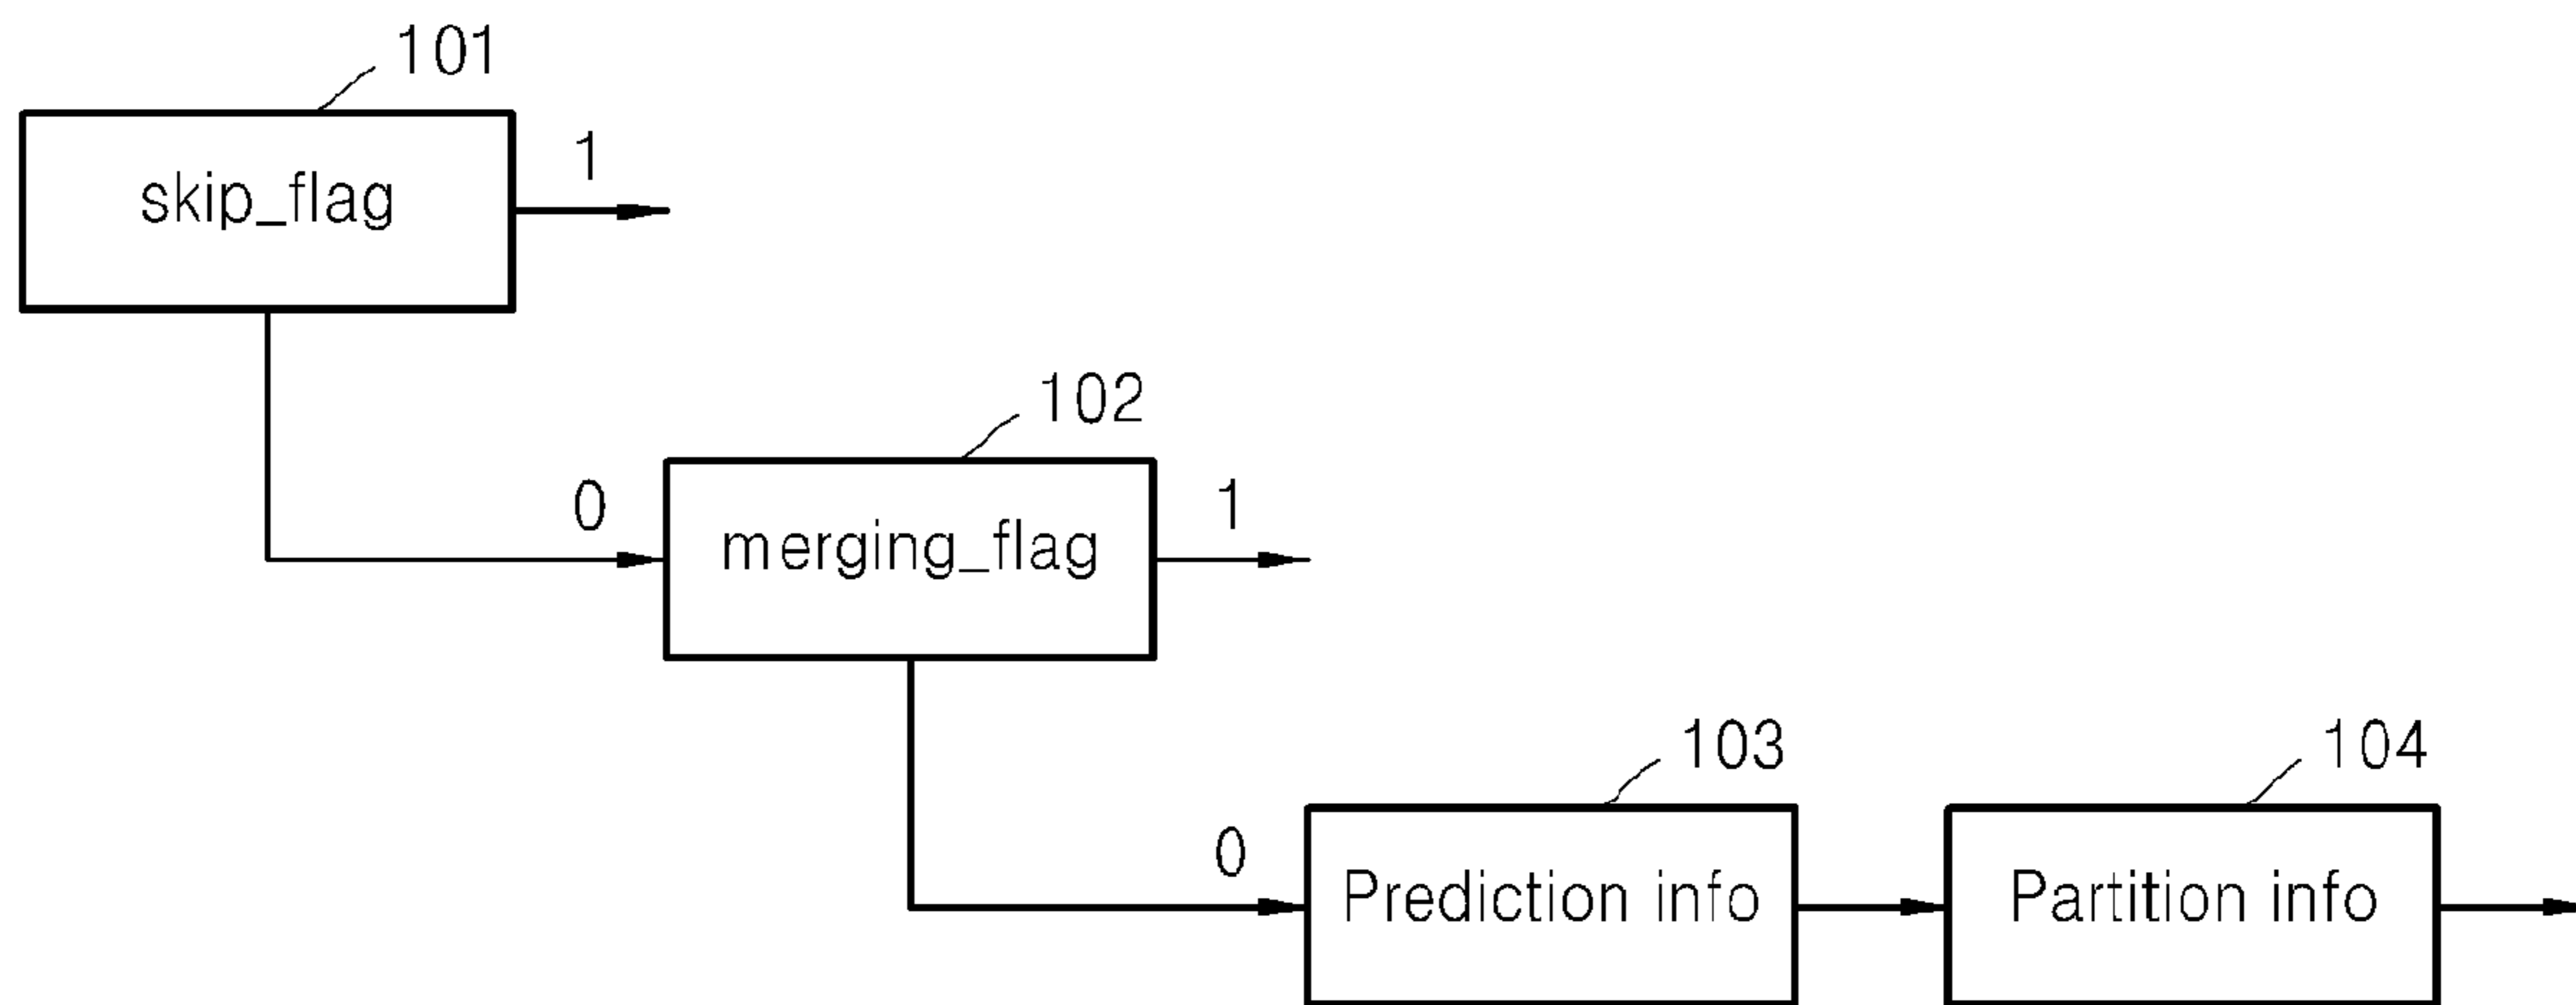 101
skip_flag
1
102
0
merging_flag
1
103
104
0
Prediction info
Partition info